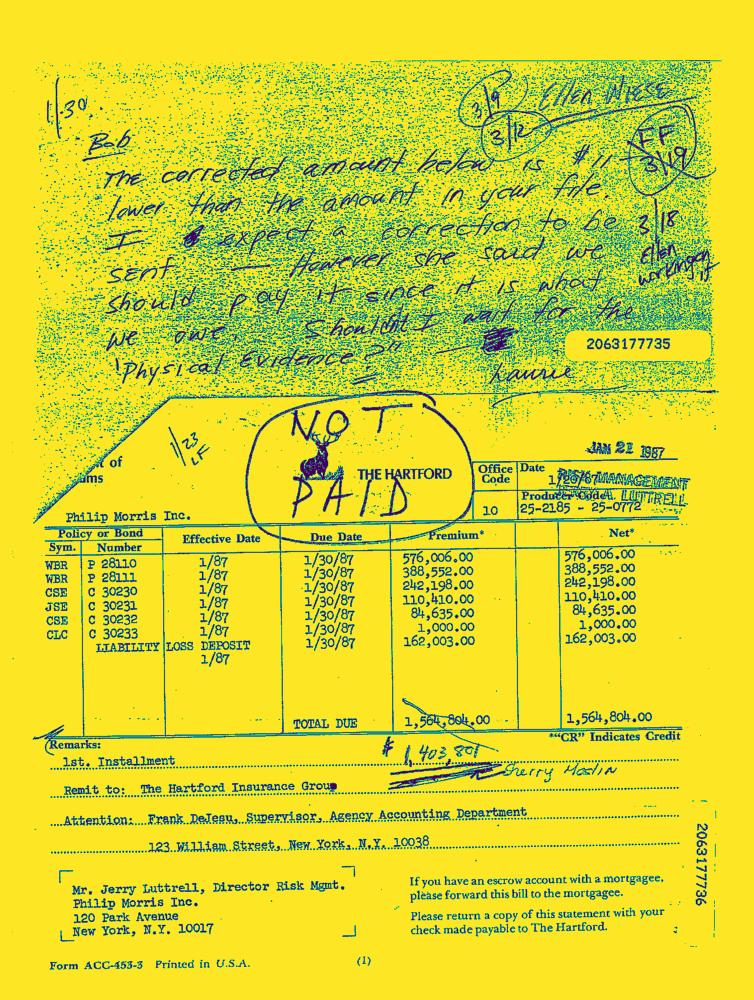 1/30.
3/9 Ellen Wiese
3/12
FF
3/19
Bob
The corrected amount below is $11
lower than the amount in your file.
I expect a correction to be
sent — However she said we
should pay it since it is what
we owe. Shouldn't I wait for the
"Physical Evidence?"
Laurie
3/18
Ellen
working on
it
2063177735
NOT
PAID
1/23
LF
THE HARTFORD
JAN 21 1987
RISK MANAGEMENT
LUTTRELL
t of
ms
Office Code 10
Date 1/20/87
Producer Code
25-2185 - 25-0772
Philip Morris Inc.
Policy or Bond Effective Date Due Date Premium* Net*
Sym. Number
WBR P 28110 1/87 1/30/87 576,006.00 576,006.00
WBR P 28111 1/87 1/30/87 388,552.00 388,552.00
CSE C 30230 1/87 1/30/87 242,198.00 242,198.00
JSE C 30231 1/87 1/30/87 110,410.00 110,410.00
CSE C 30232 1/87 1/30/87 84,635.00 84,635.00
CLC C 30233 1/87 1/30/87 1,000.00 1,000.00
LIABILITY LOSS DEPOSIT 1/30/87 162,003.00 162,003.00
1/87
TOTAL DUE 1,564,804.00 1,564,804.00
Remarks: *"CR" Indicates Credit
1st. Installment
$ 1,403,801
Sherry Hoslin
Remit to: The Hartford Insurance Group
Attention: Frank DeJesu, Supervisor, Agency Accounting Department
123 William Street, New York, N.Y. 10038
Mr. Jerry Luttrell, Director Risk Mgmt.
Philip Morris Inc.
120 Park Avenue
New York, N.Y. 10017
If you have an escrow account with a mortgagee,
please forward this bill to the mortgagee.
Please return a copy of this statement with your
check made payable to The Hartford.
2063177736
Form ACC-453-3 Printed in U.S.A. (1)